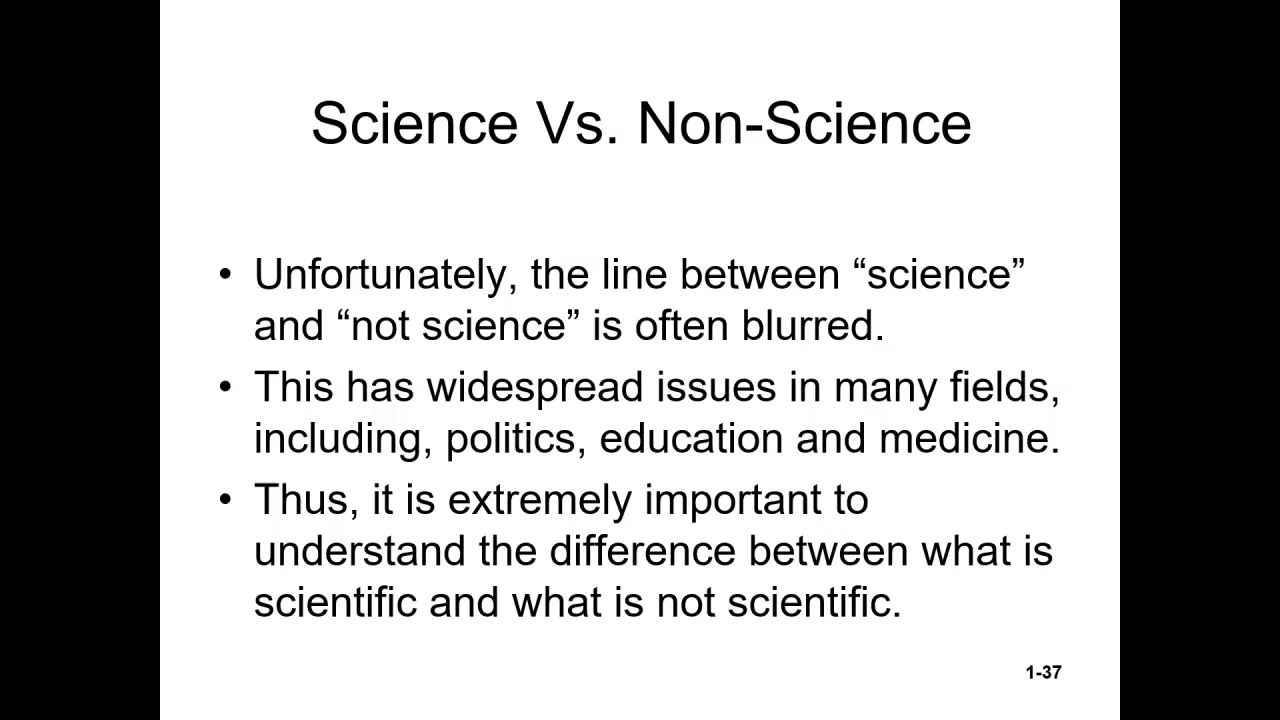 Science Vs. Non-Science
• Unfortunately, the line between “science”
and “not science” is often blurred.
• This has widespread issues in many fields,
including, politics, education and medicine.
• Thus, it is extremely important to
understand the difference between what is
scientific and what is not scientific.
1-37